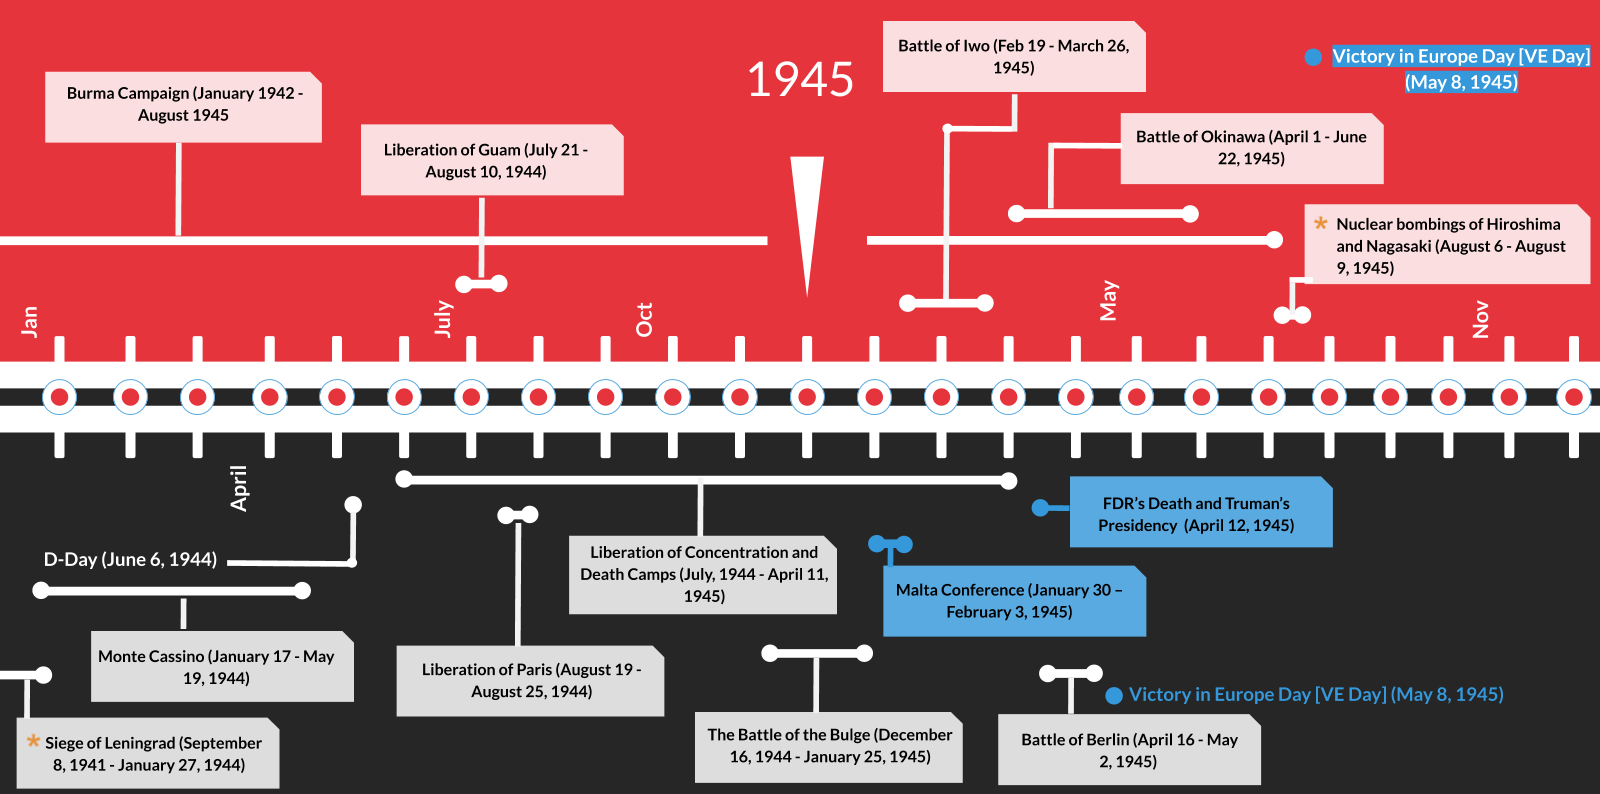 Burma Campaign (January 1942 -
August 1945
Liberation of Guam (July 21 -
August 10, 1944)
1945
Battle of Iwo (Feb 19 - March 26,
1945)
Victory in Europe Day [VE Day]
(May 8, 1945)
Battle of Okinawa (April 1 - June
22, 1945)
* Nuclear bombings of Hiroshima
and Nagasaki (August 6 - August
9, 1945)
Jan
July
Oct
May
Nov
April
D-Day (June 6, 1944)
Monte Cassino (January 17 - May
19, 1944)
* Siege of Leningrad (September
8, 1941 - January 27, 1944)
Liberation of Paris (August 19 -
August 25, 1944)
Liberation of Concentration and
Death Camps (July, 1944 - April 11,
1945)
The Battle of the Bulge (December
16, 1944 - January 25, 1945)
FDR's Death and Truman's
Presidency (April 12, 1945)
Malta Conference (January 30 –
February 3, 1945)
Victory in Europe Day [VE Day] (May 8, 1945)
Battle of Berlin (April 16 - May
2, 1945)